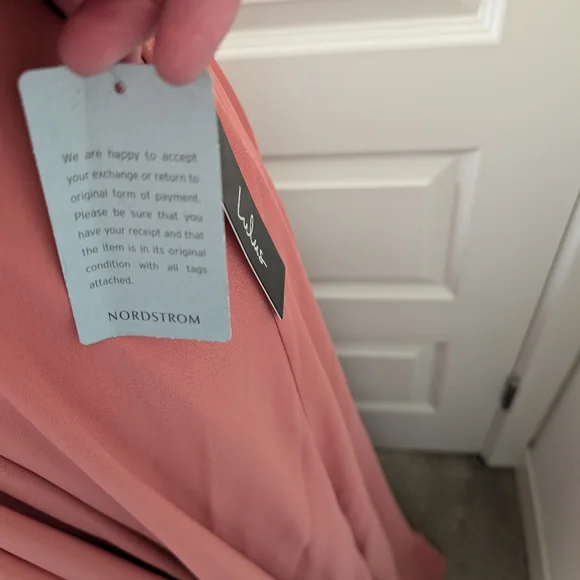 We are happy to accept
your exchange or return to
original form of payment.
Please be sure that you
have your receipt and that
the item is in its original
condition with all tags
attached.
NORDSTROM
Lulus